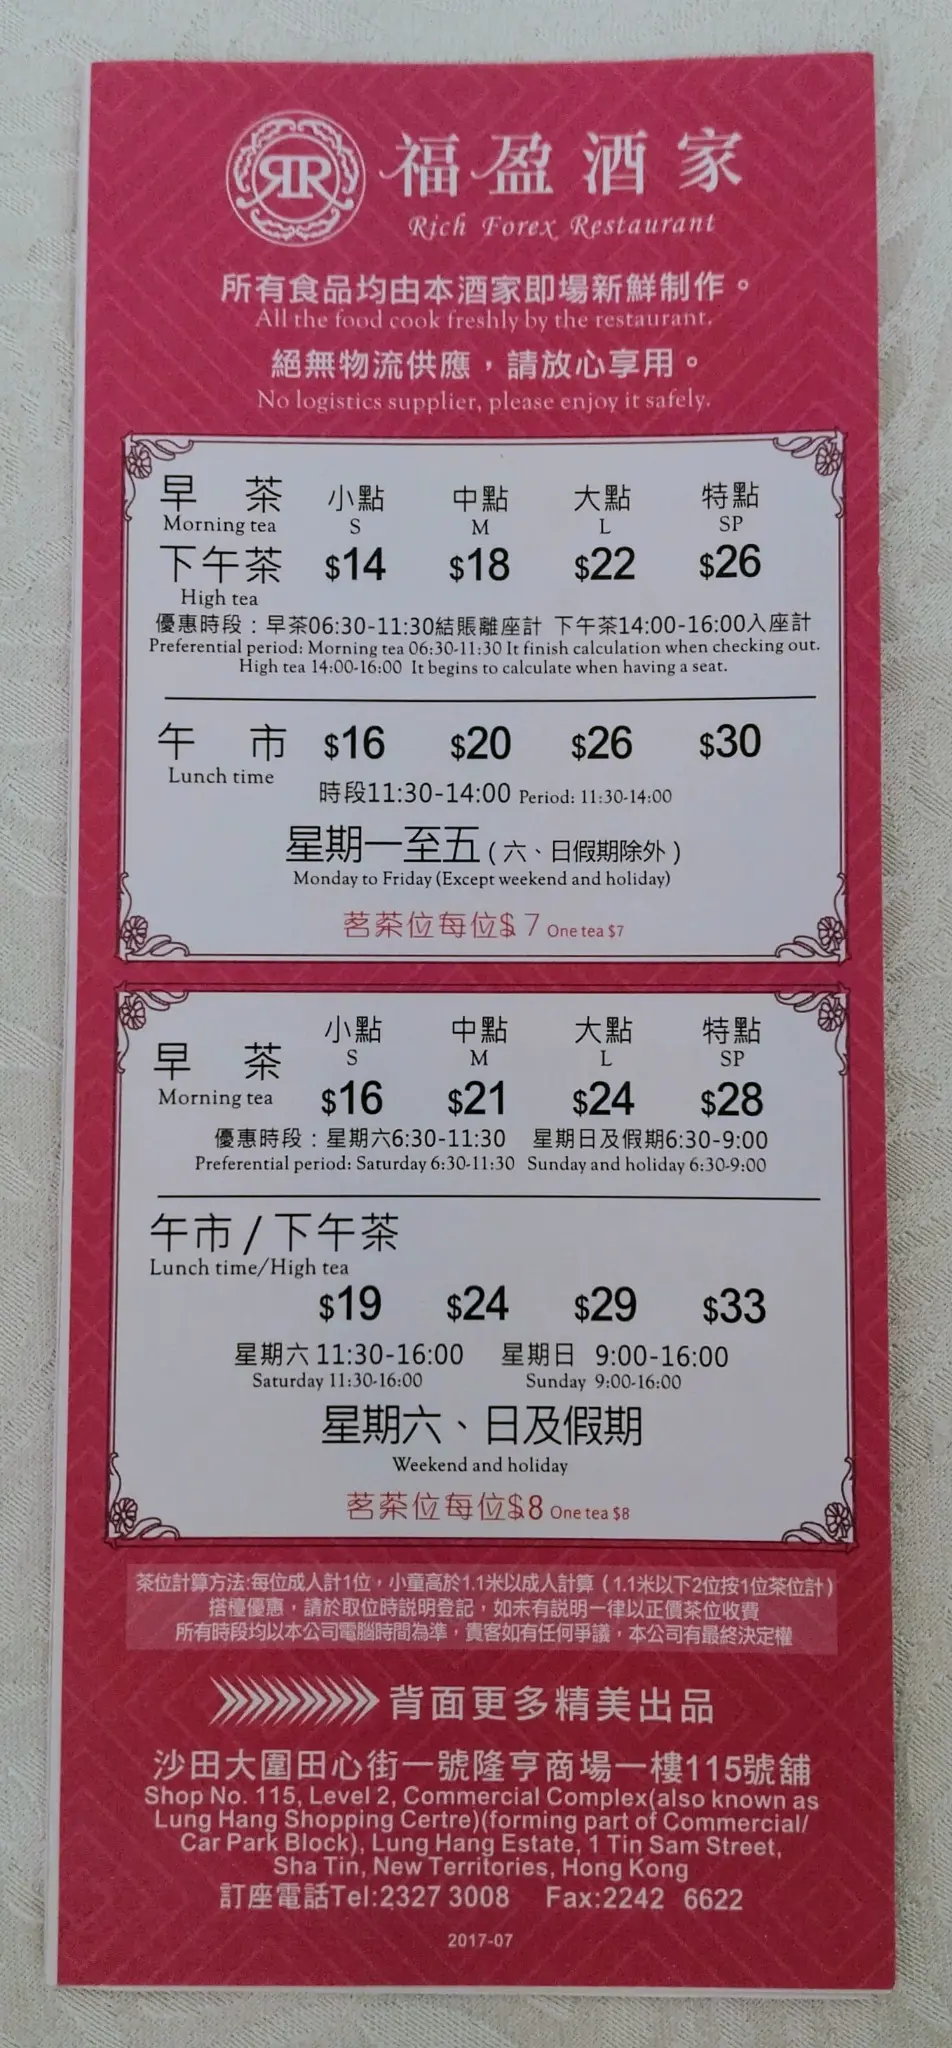 福盈酒家
Rich Forex Restaurant
所有食品均由本酒家即場新鮮制作。
All the food cook freshly by the restaurant.
絕無物流供應，請放心享用。
No logistics supplier, please enjoy it safely.
早 茶 小點 中點 大點 特點
Morning tea S M L SP
下午茶 $14 $18 $22 $26
High tea
優惠時段：早茶06:30-11:30結賬離座計 下午茶14:00-16:00入座計
Preferential period: Morning tea 06:30-11:30 It finish calculation when checking out.
High tea 14:00-16:00 It begins to calculate when having a seat.
午 市 $16 $20 $26 $30
Lunch time
時段11:30-14:00 Period: 11:30-14:00
星期一至五 ( 六、日假期除外 )
Monday to Friday (Except weekend and holiday)
茗茶位每位$ 7 One tea $7
小點 中點 大點 特點
S M L SP
早 茶
Morning tea $16 $21 $24 $28
優惠時段：星期六6:30-11:30 星期日及假期6:30-9:00
Preferential period: Saturday 6:30-11:30 Sunday and holiday 6:30-9:00
午市 / 下午茶
Lunch time/High tea
$19 $24 $29 $33
星期六 11:30-16:00 星期日 9:00-16:00
Saturday 11:30-16:00 Sunday 9:00-16:00
星期六、日及假期
Weekend and holiday
茗茶位每位$8 One tea $8
茶位計算方法:每位成人計1位，小童高於1.1米以成人計算（1.1米以下2位按1位茶位計）
搭檯優惠，請於取位時説明登記，如未有説明一律以正價茶位收費
所有時段均以本公司電腦時間為準，貴客如有任何爭議，本公司有最終決定權
背面更多精美出品
沙田大圍田心街一號隆亨商場一樓115號舖
Shop No. 115, Level 2, Commercial Complex(also known as
Lung Hang Shopping Certre)(forming part of Commercial/
Car Park Block), Lung Hang Estate, 1 Tin Sam Street,
Sha Tin, New Territories, Hong Kong
訂座電話Tel:2327 3008 Fax:2242 6622
2017-07